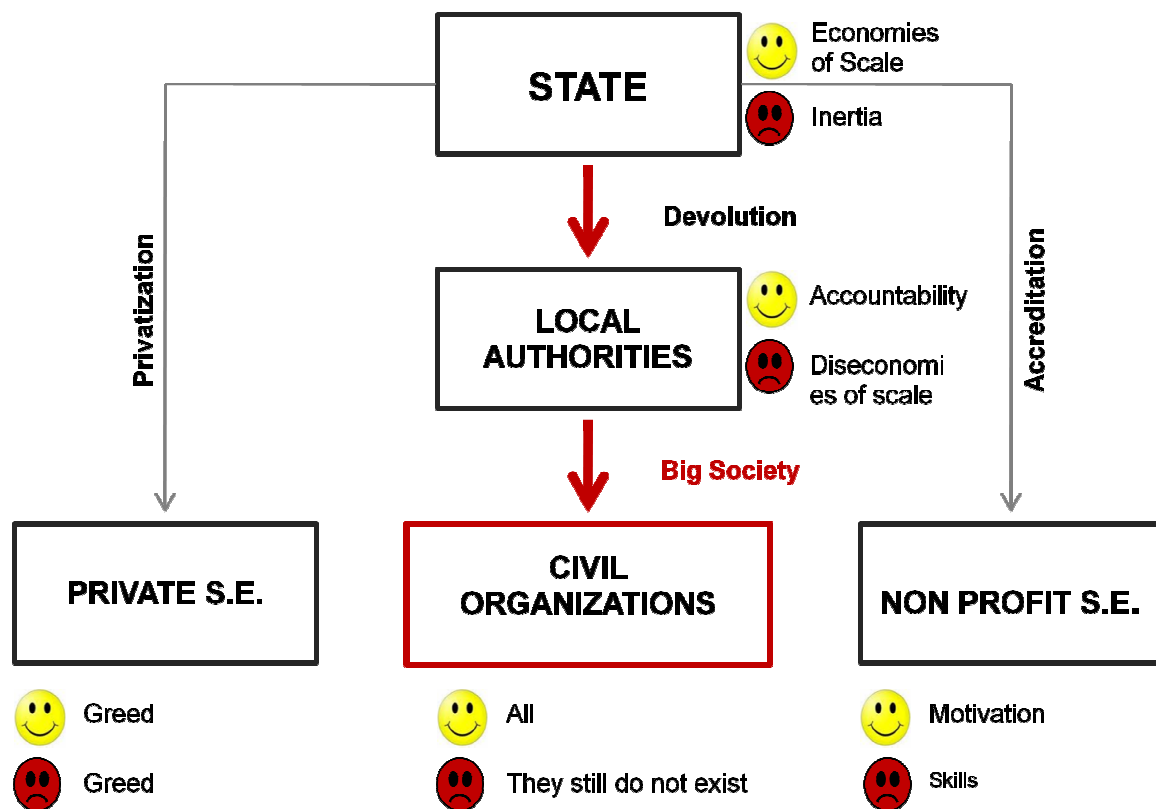 STATE
Economies
of Scale
Inertia
Devolution
Privatization
Accreditation
LOCAL
AUTHORITIES
Accountability
Diseconomi
es of scale
Big Society
PRIVATE S.E.
CIVIL
ORGANIZATIONS
NON PROFIT S.E.
Greed
All
Motivation
Greed
They still do not exist
Skills